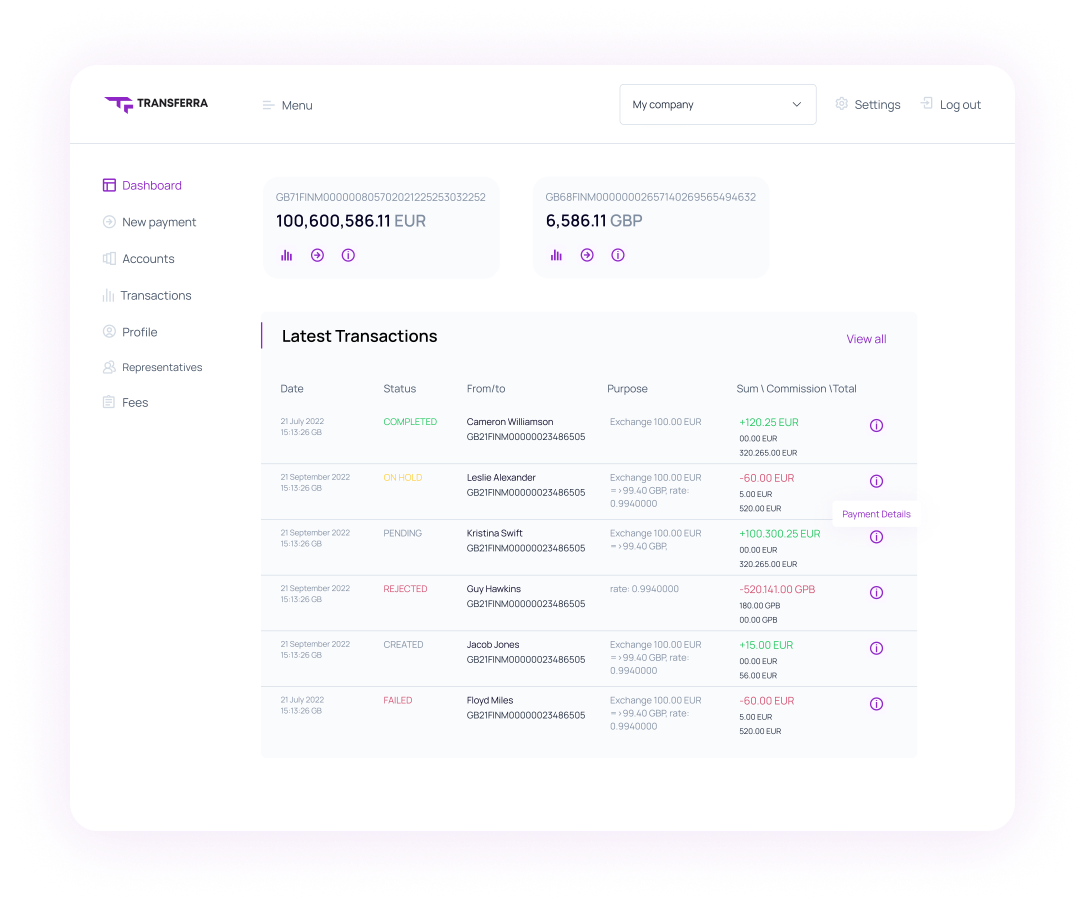 TRANSFERRA
Menu
My company
Settings
Log out
Dashboard
New payment
Accounts
Transactions
Profile
Representatives
Fees
GB71FINM000000805702021225253032252
100,600,586.11 EUR
GB68FINM00000002657140269565494632
6,586.11 GBP
Latest Transactions
View all
Date Status From/to Purpose Sum \ Commission \Total
21 July 2022
15:13:26 GB
COMPLETED
Cameron Williamson
GB21FINM00000023486505
Exchange 100.00 EUR
+120.25 EUR
00.00 EUR
320.265.00 EUR
21 September 2022
15:13:26 GB
ON HOLD
Leslie Alexander
GB21FINM00000023486505
Exchange 100.00 EUR
=>99.40 GBP, rate:
0.9940000
-60.00 EUR
5.00 EUR
520.00 EUR
Payment Details
21 September 2022
15:13:26 GB
PENDING
Kristina Swift
GB21FINM00000023486505
Exchange 100.00 EUR
=>99.40 GBP,
+100.300.25 EUR
00.00 EUR
320.265.00 EUR
21 September 2022
15:13:26 GB
REJECTED
Guy Hawkins
GB21FINM00000023486505
rate: 0.9940000
-520.141.00 GPB
180.00 GPB
00.00 GPB
21 September 2022
15:13:26 GB
CREATED
Jacob Jones
GB21FINM00000023486505
Exchange 100.00 EUR
=>99.40 GBP, rate:
0.9940000
+15.00 EUR
00.00 EUR
56.00 EUR
21 July 2022
15:13:26 GB
FAILED
Floyd Miles
GB21FINM00000023486505
Exchange 100.00 EUR
=>99.40 GBP, rate:
0.9940000
-60.00 EUR
5.00 EUR
520.00 EUR